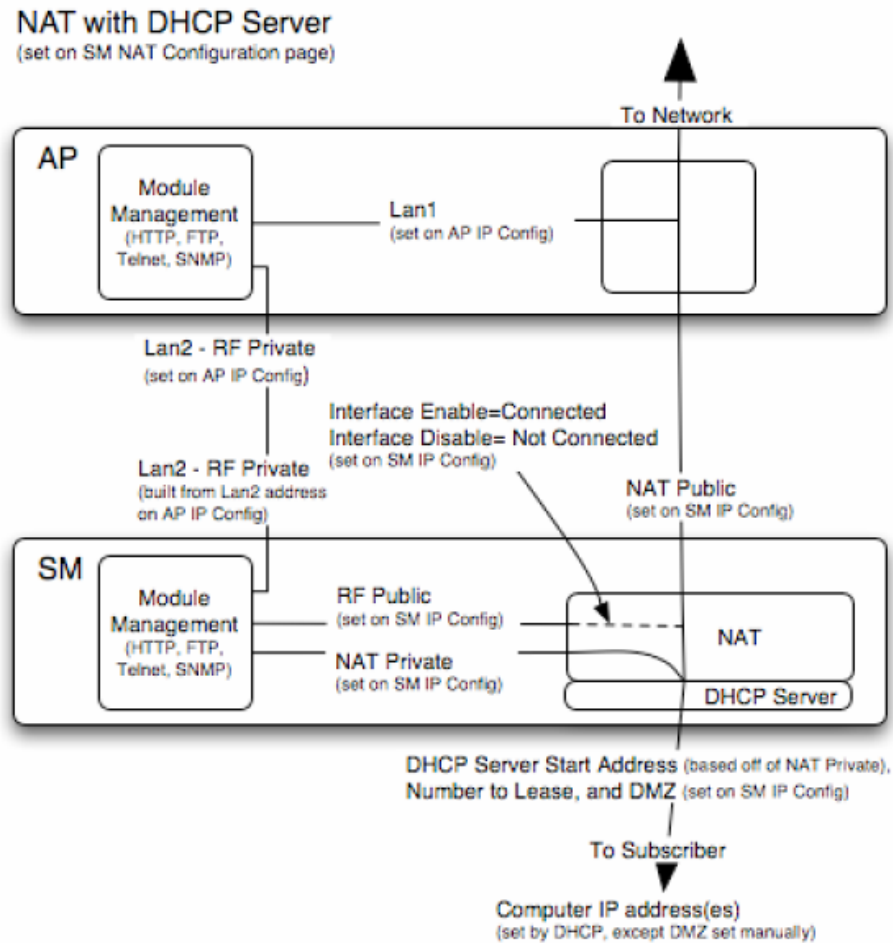 NAT with DHCP Server
(set on SM NAT Configuration page)
To Network
AP
Module
Management
(HTTP, FTP,
Telnet, SNMP)
Lan1
(set on AP IP Config)
Lan2 - RF Private
(set on AP IP Config)
Interface Enable=Connected
Interface Disable= Not Connected
(set on SM IP Config)
Lan2 - RF Private
(built from Lan2 address
on AP IP Config)
NAT Public
(set on SM IP Config)
SM
Module
Management
(HTTP, FTP,
Telnet, SNMP)
RF Public
(set on SM IP Config)
NAT Private
(set on SM IP Config)
NAT
DHCP Server
DHCP Server Start Address (based off of NAT Private),
Number to Lease, and DMZ (set on SM IP Config)
To Subscriber
Computer IP address(es)
(set by DHCP, except DMZ set manually)